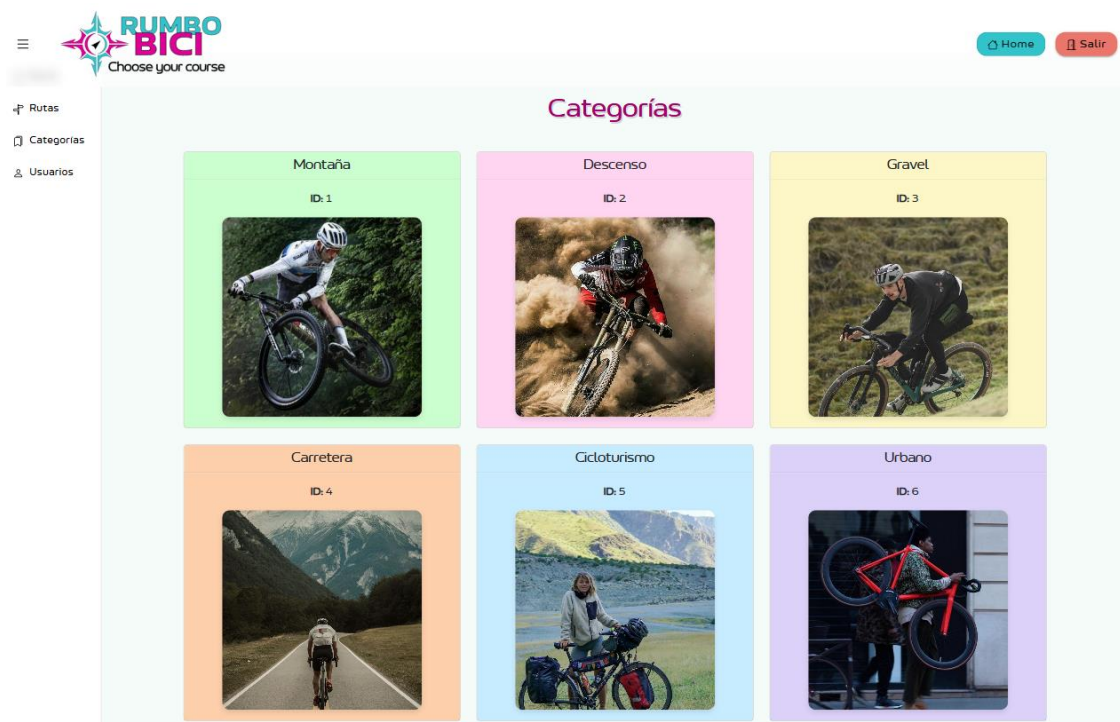 RUMBO
BICI
Choose your course
Home
Salir
Rutas
Categorías
Usuarios
Categorías
Montaña
Descenso
Gravel
ID: 1
ID: 2
ID: 3
Carretera
Cicloturismo
Urbano
ID: 4
ID: 5
ID: 6